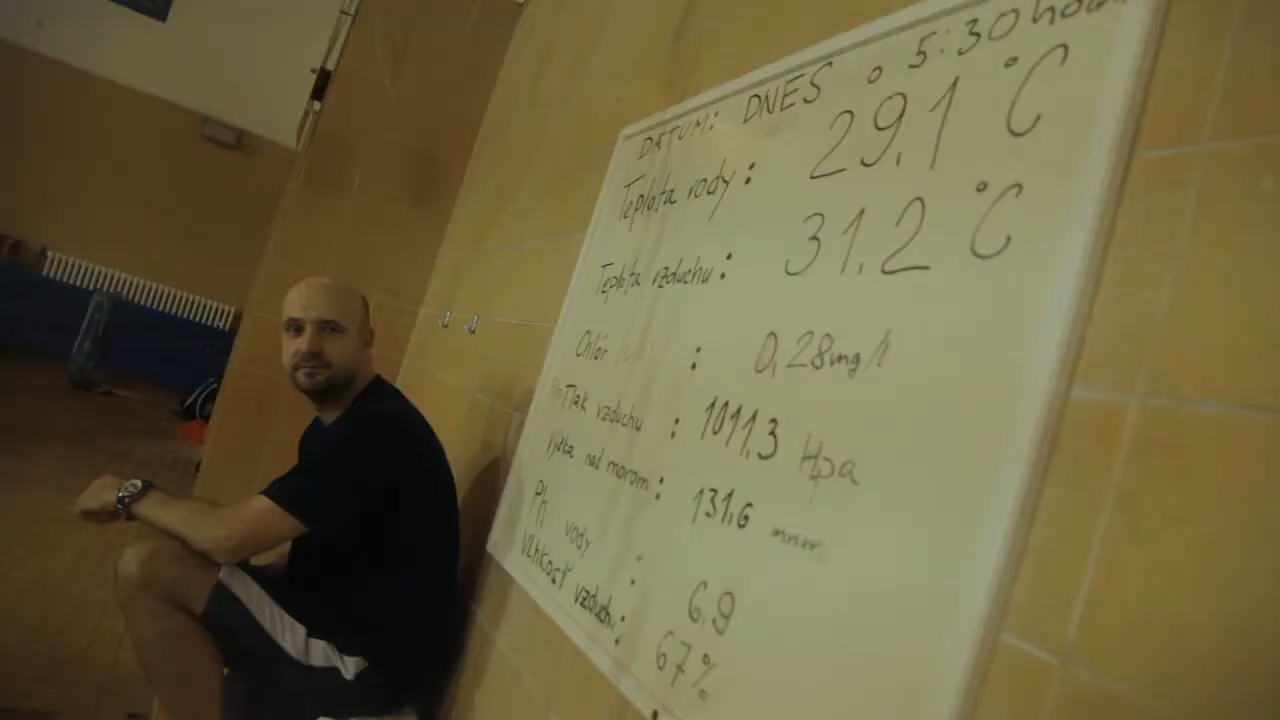 DATUM: DNES o 5:30 hod.
Teplota vody: 29,1 °C
Teplota vzduchu: 31.2 °C
Chlór : 0,28mg/l
Tlak vzduchu : 1011,3 Hpa
Výška nad morom: 131,6
Ph vody : 6,9
Vlhkosť vzduchu: 67%